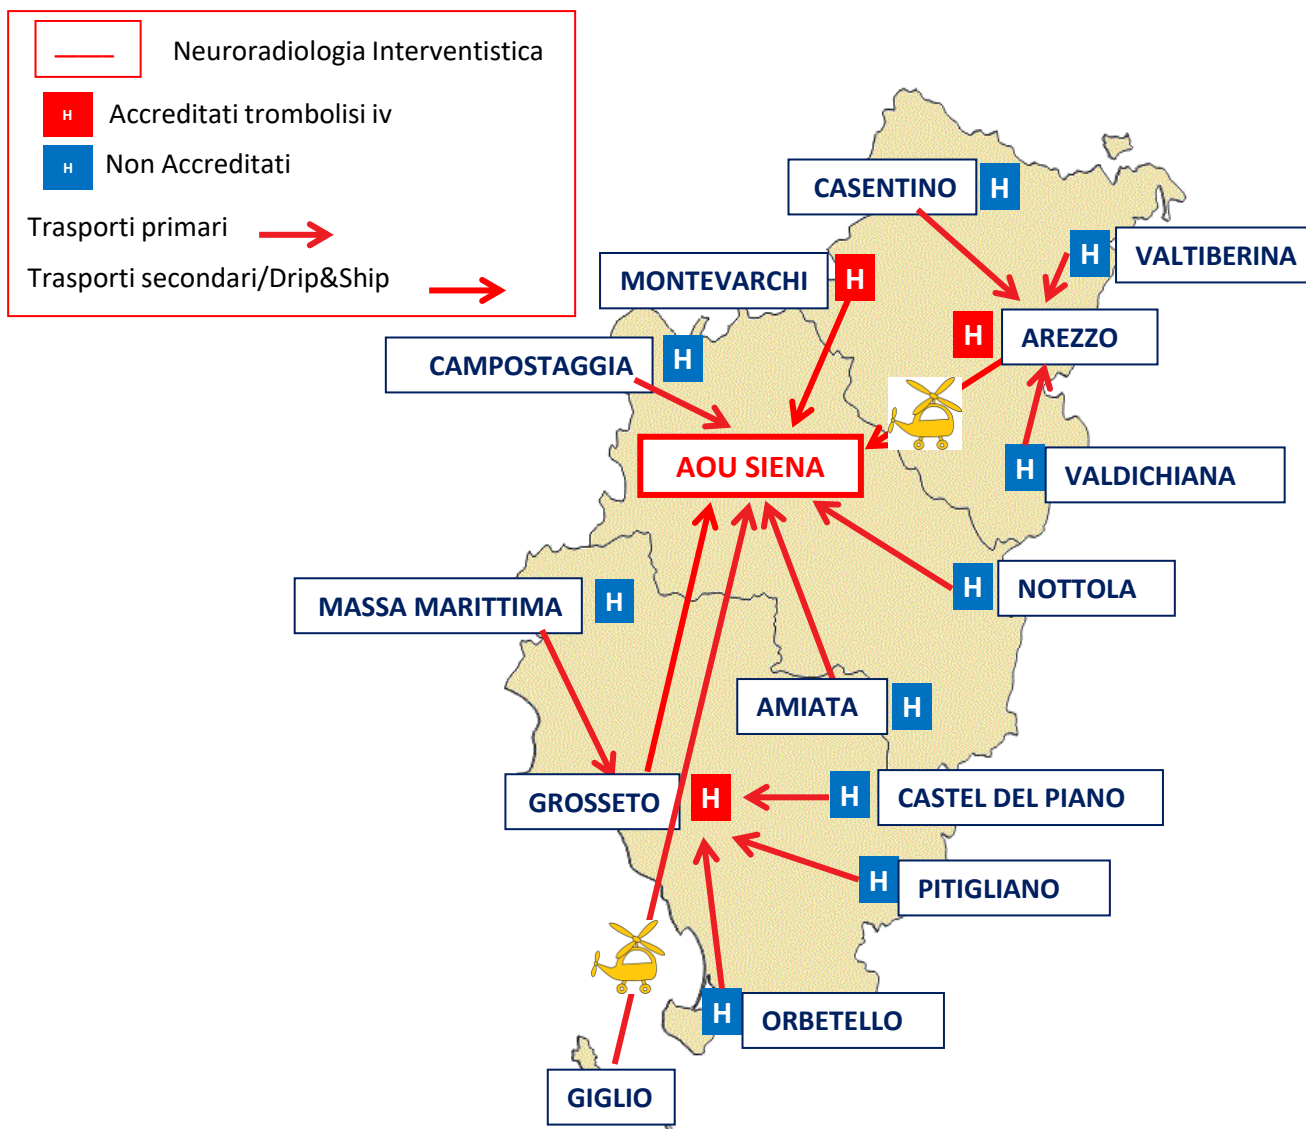 Neuroradiologia Interventistica
H Accreditati trombolisi iv
H Non Accreditati
Trasporti primari
Trasporti secondari/Drip&Ship
CASENTINO H
H VALTIBERINA
MONTEVARCHI H
H AREZZO
CAMPOSTAGGIA H
AOU SIENA
H VALDICHIANA
H NOTTOLA
MASSA MARITTIMA H
AMIATA H
GROSSETO H
H CASTEL DEL PIANO
H PITIGLIANO
H ORBETELLO
GIGLIO